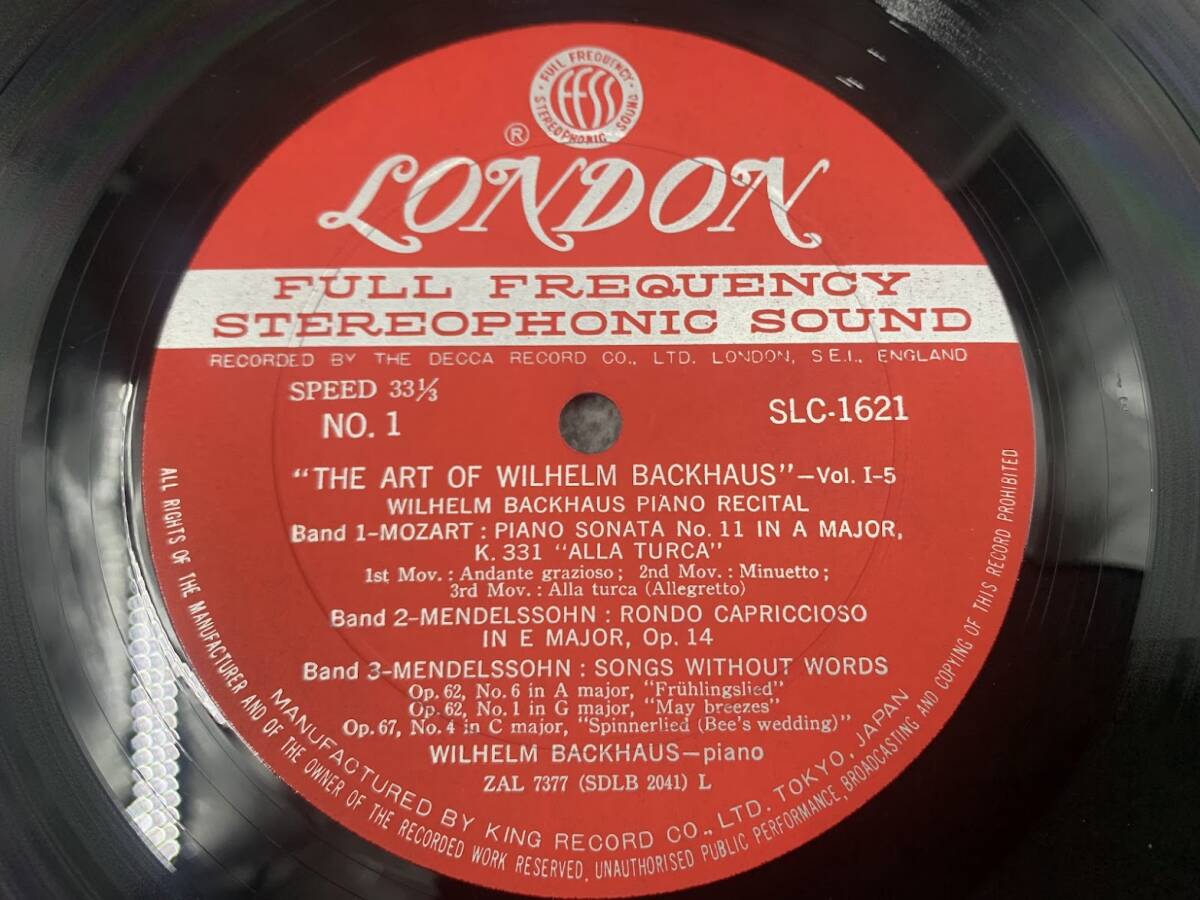 FULL FREQUENCY
FFSS
STEREOPHONIC SOUND
®
LONDON
FULL FREQUENCY
STEREOPHONIC SOUND
RECORDED BY THE DECCA RECORD CO., LTD. LONDON, S.E.I., ENGLAND
SPEED 33⅓
NO. 1
SLC-1621
"THE ART OF WILHELM BACKHAUS"—Vol. I-5
WILHELM BACKHAUS PIANO RECITAL
Band 1-MOZART : PIANO SONATA No. 11 IN A MAJOR,
K. 331 "ALLA TURCA"
1st Mov. : Andante grazioso ; 2nd Mov. : Minuetto ;
3rd Mov. : Alla turca (Allegretto)
Band 2-MENDELSSOHN : RONDO CAPRICCIOSO
IN E MAJOR, Op. 14
Band 3-MENDELSSOHN : SONGS WITHOUT WORDS
Op. 62, No. 6 in A major, "Frühlingslied"
Op. 62, No. 1 in G major, "May breezes"
Op. 67, No. 4 in C major, "Spinnerlied (Bee's wedding)"
WILHELM BACKHAUS—piano
ZAL 7377 (SDLB 2041) L
MANUFACTURED BY KING RECORD CO., LTD. TOKYO, JAPAN
ALL RIGHTS OF THE MANUFACTURER AND OF THE OWNER OF THE RECORDED WORK RESERVED, UNAUTHORISED PUBLIC PERFORMANCE, BROADCASTING AND COPYING OF THIS RECORD PROHIBITED